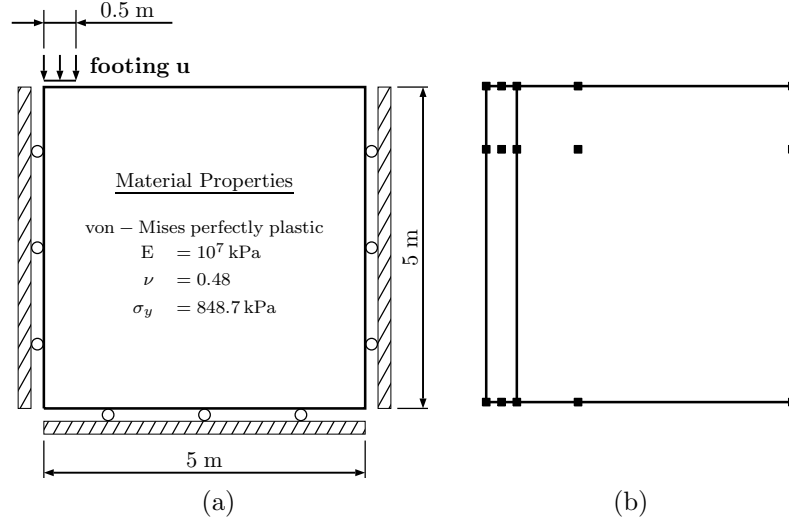 0.5 m
footing u
Material Properties
von − Mises perfectly plastic
E = 10⁷ kPa
ν = 0.48
σ_y = 848.7 kPa
5 m
5 m
(a)
(b)